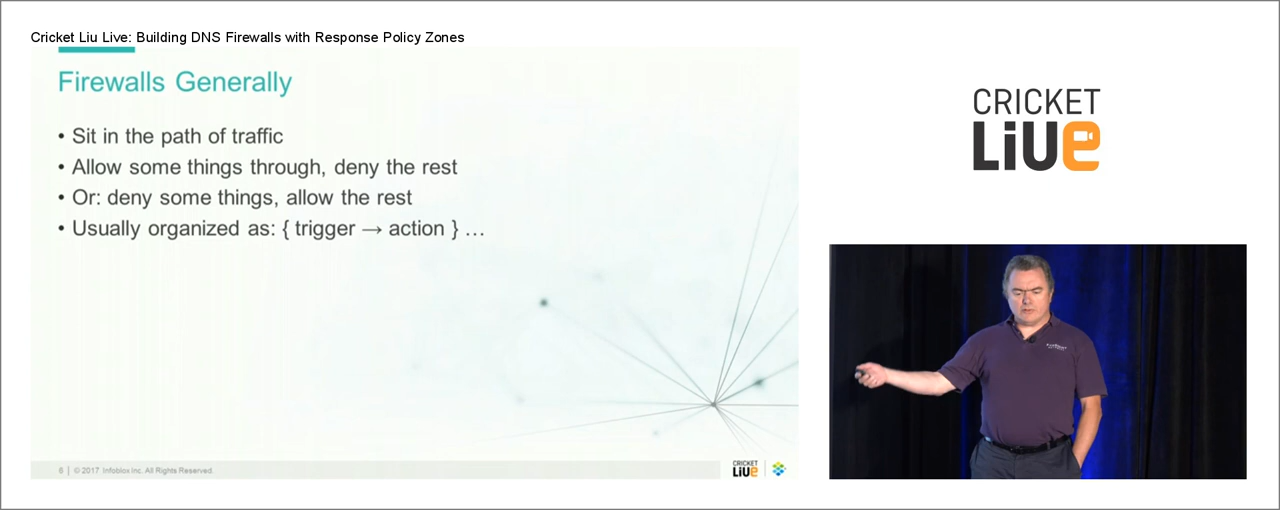 Cricket Liu Live: Building DNS Firewalls with Response Policy Zones
Firewalls Generally
• Sit in the path of traffic
• Allow some things through, deny the rest
• Or: deny some things, allow the rest
• Usually organized as: { trigger → action } …
6 | © 2017 Infoblox Inc. All Rights Reserved.
CRICKET
LiUe
CRICKET
LiUe